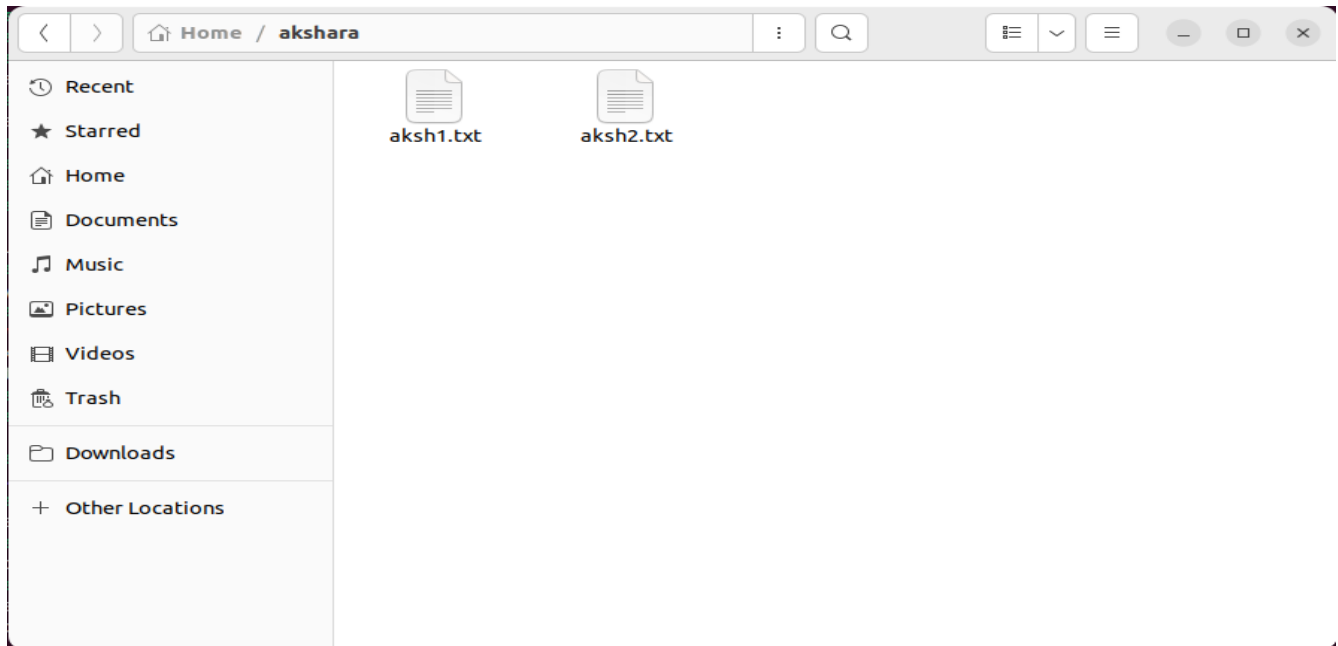 Home / akshara
Recent
Starred
Home
Documents
Music
Pictures
Videos
Trash
Downloads
+ Other Locations
aksh1.txt
aksh2.txt